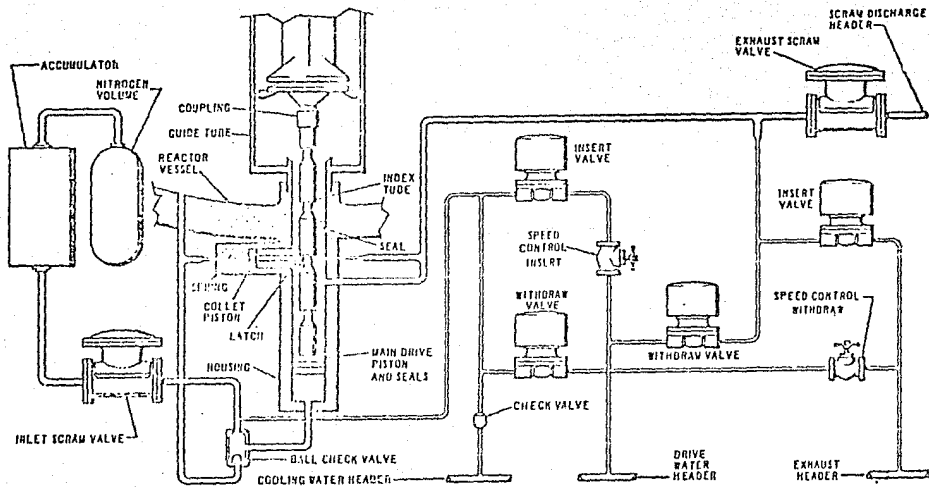 SCRAM DISCHARGE
HEADER
EXHAUST SCRAM
VALVE
ACCUMULATOR
NITROGEN
VOLUME
COUPLING
GUIDE TUBE
REACTOR
VESSEL
INDEX
TUBE
SEAL
SPRING
COLLET
PISTON
LATCH
HOUSING
MAIN DRIVE
PISTON
AND SEALS
INSERT
VALVE
INSERT
VALVE
SPEED
CONTROL
INSERT
WITHDRAW
VALVE
WITHDRAW VALVE
SPEED CONTROL
WITHDRAW
CHECK VALVE
INLET SCRAM VALVE
BALL CHECK VALVE
COOLING WATER HEADER
DRIVE
WATER
HEADER
EXHAUST
HEADER